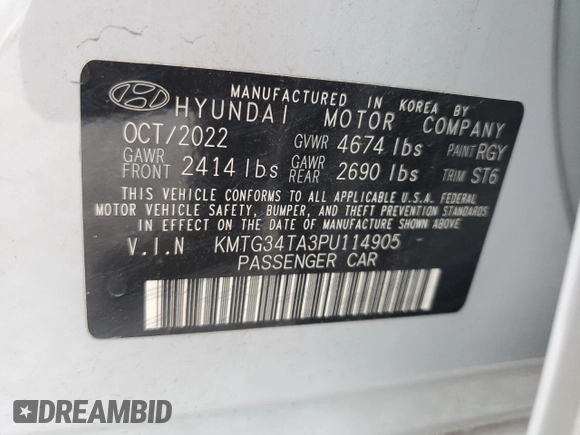 MANUFACTURED IN KOREA BY
HYUNDAI MOTOR COMPANY
OCT/2022 GVWR 4674 lbs PAINT RGY
GAWR FRONT 2414 lbs GAWR REAR 2690 lbs TRIM ST6
THIS VEHICLE CONFORMS TO ALL APPLICABLE U.S.A. FEDERAL
MOTOR VEHICLE SAFETY, BUMPER, AND THEFT PREVENTION STANDARDS
IN EFFECT ON THE DATE OF MANUFACTURE SHOWN ABOVE
V.I.N KMTG34TA3PU114905
PASSENGER CAR
DREAMBID